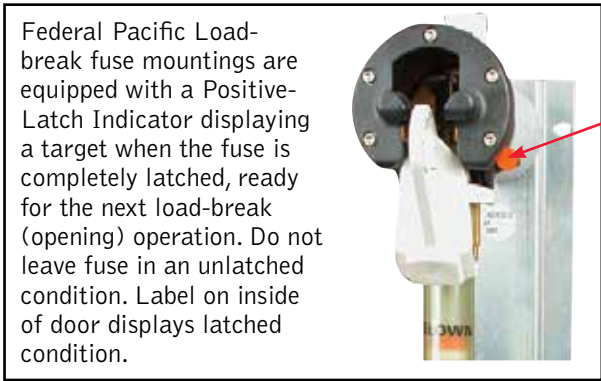 Federal Pacific Load-
break fuse mountings are
equipped with a Positive-
Latch Indicator displaying
a target when the fuse is
completely latched, ready
for the next load-break
(opening) operation. Do not
leave fuse in an unlatched
condition. Label on inside
of door displays latched
condition.